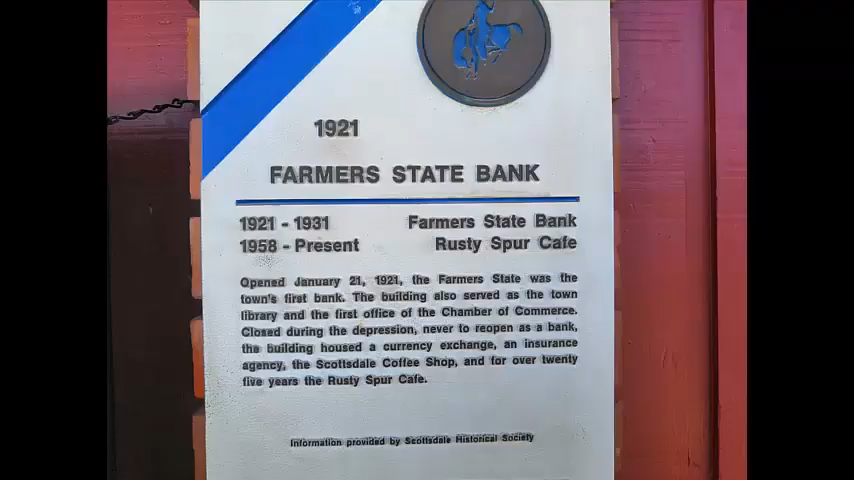 1921
FARMERS STATE BANK
1921 - 1931 Farmers State Bank
1958 - Present Rusty Spur Cafe
Opened January 21, 1921, the Farmers State was the
town's first bank. The building also served as the town
library and the first office of the Chamber of Commerce.
Closed during the depression, never to reopen as a bank,
the building housed a currency exchange, an insurance
agency, the Scottsdale Coffee Shop, and for over twenty
five years the Rusty Spur Cafe.
Information provided by Scottsdale Historical Society